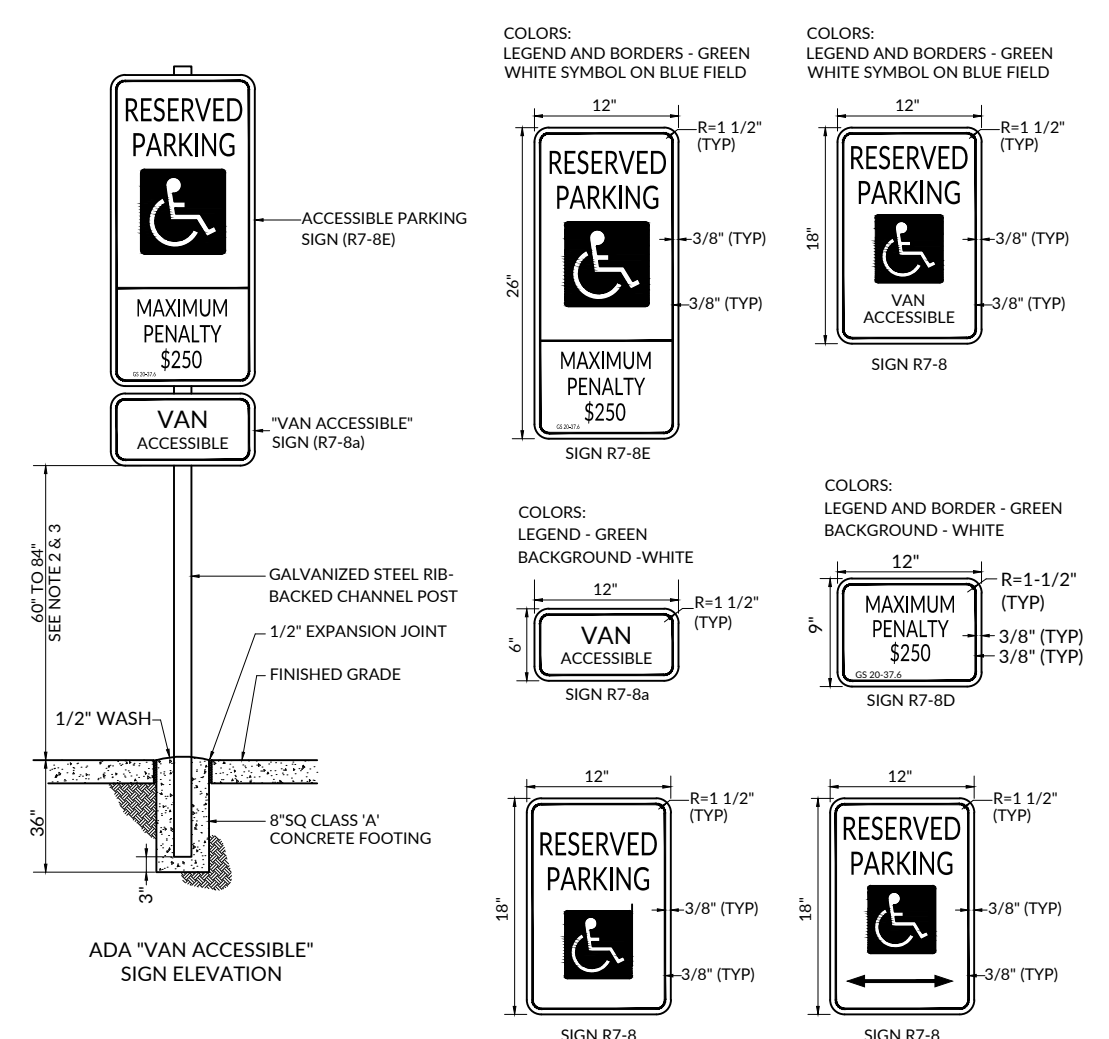 RESERVED
PARKING
MAXIMUM
PENALTY
$250
GS 20-37.6
VAN
ACCESSIBLE
ACCESSIBLE PARKING
SIGN (R7-8E)
"VAN ACCESSIBLE"
SIGN (R7-8a)
60" TO 84"
SEE NOTE 2 & 3
GALVANIZED STEEL RIB-
BACKED CHANNEL POST
1/2" EXPANSION JOINT
FINISHED GRADE
1/2" WASH
36"
8"SQ CLASS 'A'
CONCRETE FOOTING
3"
ADA "VAN ACCESSIBLE"
SIGN ELEVATION
COLORS:
LEGEND AND BORDERS - GREEN
WHITE SYMBOL ON BLUE FIELD
12"
R=1 1/2"
(TYP)
RESERVED
PARKING
26"
3/8" (TYP)
3/8" (TYP)
MAXIMUM
PENALTY
$250
GS 20-37.6
SIGN R7-8E
COLORS:
LEGEND AND BORDERS - GREEN
WHITE SYMBOL ON BLUE FIELD
12"
R=1 1/2"
(TYP)
RESERVED
PARKING
18"
3/8" (TYP)
3/8" (TYP)
VAN
ACCESSIBLE
SIGN R7-8
COLORS:
LEGEND - GREEN
BACKGROUND -WHITE
12"
R=1 1/2"
(TYP)
6"
VAN
ACCESSIBLE
SIGN R7-8a
COLORS:
LEGEND AND BORDER - GREEN
BACKGROUND - WHITE
12"
R=1-1/2"
(TYP)
9"
MAXIMUM
PENALTY
$250
GS 20-37.6
3/8" (TYP)
3/8" (TYP)
SIGN R7-8D
12"
R=1 1/2"
(TYP)
RESERVED
PARKING
18"
3/8" (TYP)
3/8" (TYP)
SIGN R7-8
12"
R=1 1/2"
(TYP)
RESERVED
PARKING
18"
3/8" (TYP)
3/8" (TYP)
SIGN R7-8